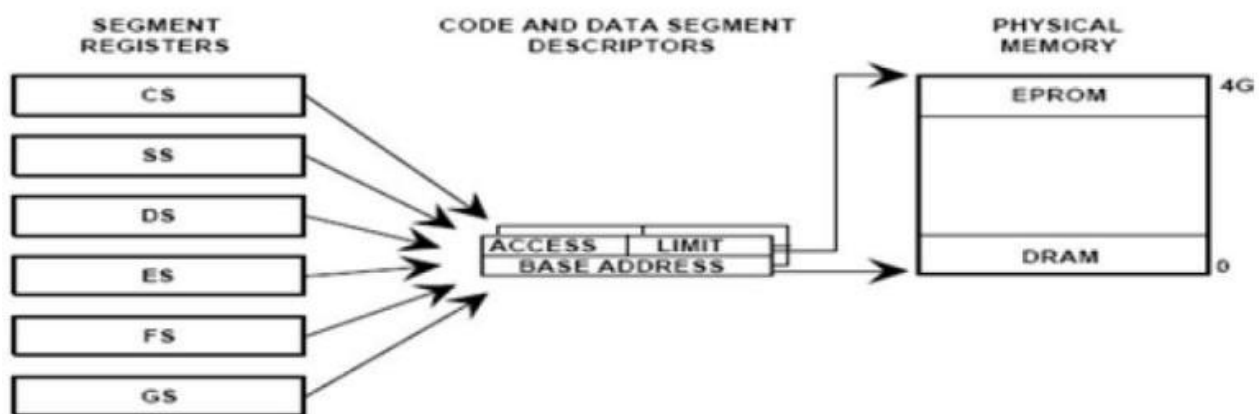 SEGMENT
REGISTERS
CODE AND DATA SEGMENT
DESCRIPTORS
PHYSICAL
MEMORY
CS
SS
DS
ES
FS
GS
ACCESS
LIMIT
BASE ADDRESS
EPROM
4G
DRAM
0